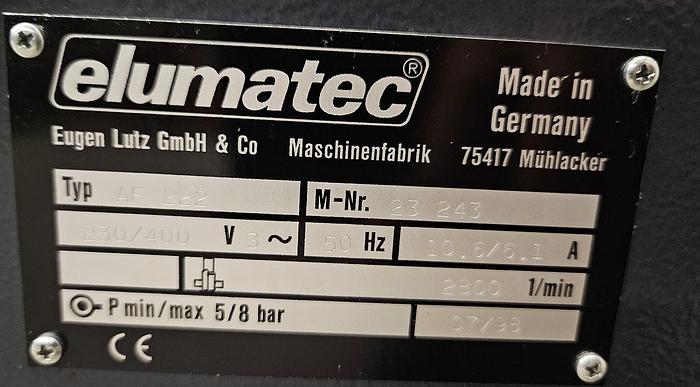 elumatec®
Made in
Germany
Eugen Lutz GmbH & Co Maschinenfabrik 75417 Mühlacker
Typ AF 222 M-Nr. 23 243
230/400 V 3 ~ 50 Hz 10.6/6.1 A
2800 1/min
P min/max 5/8 bar 07/98
CE